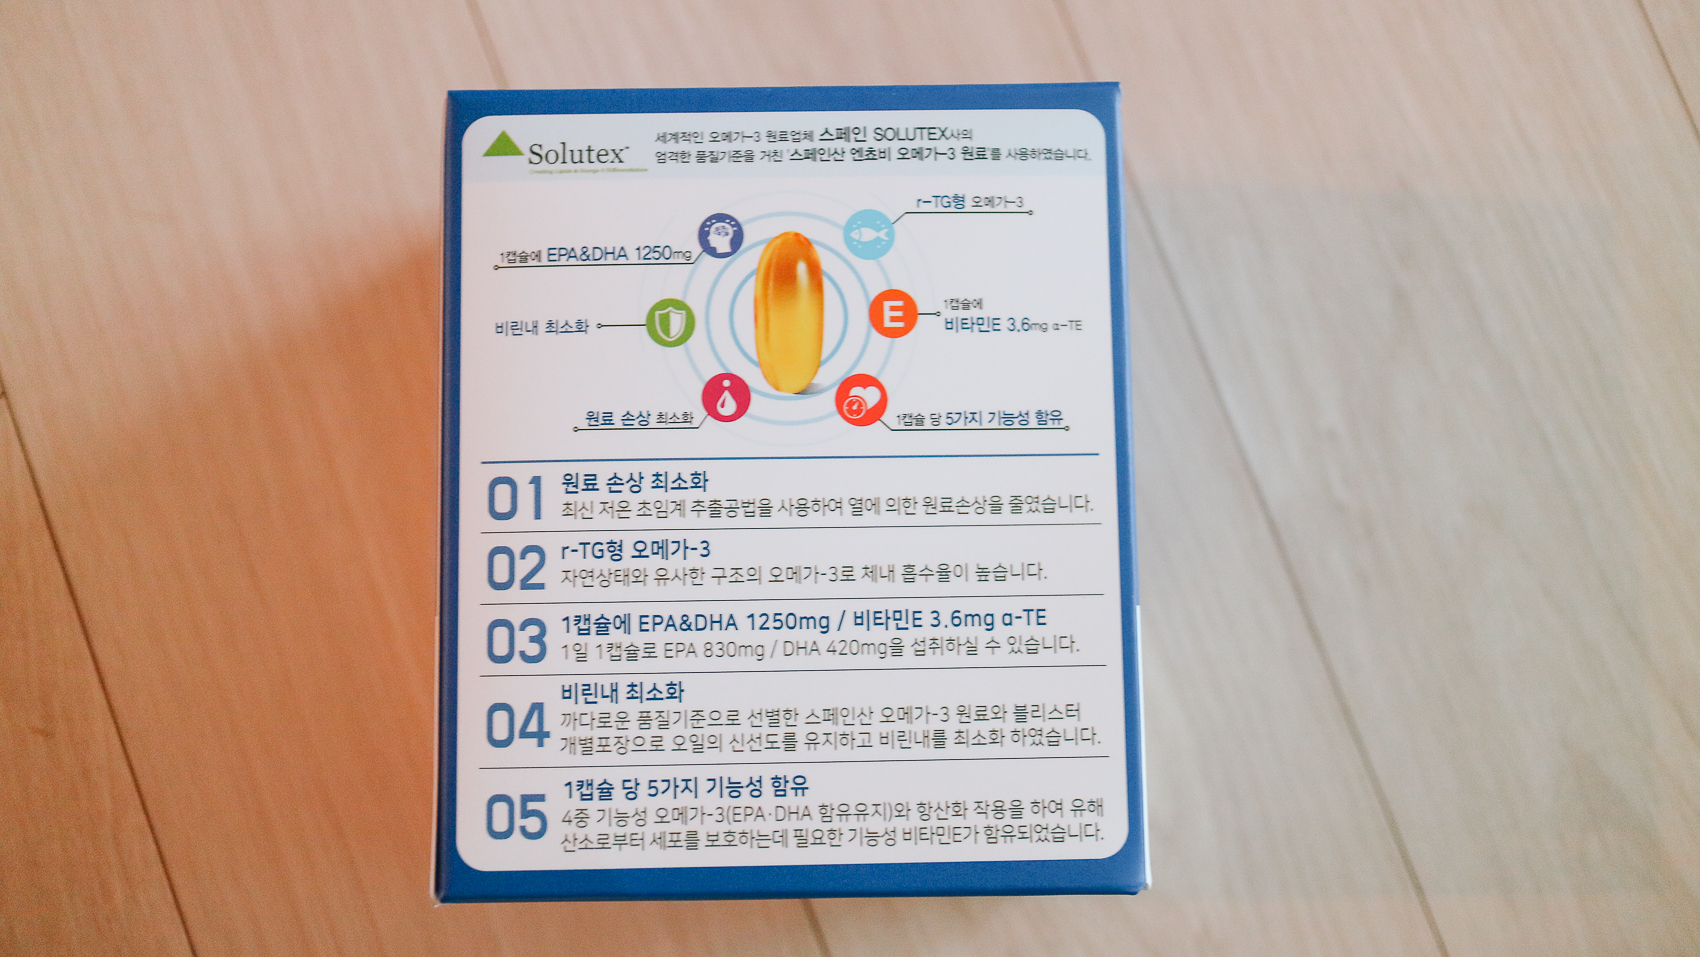 Solutex
세계적인 오메가-3 원료업체 스페인 SOLUTEX사의
엄격한 품질기준을 거친 '스페인산 엔쵸비 오메가-3 원료'를 사용하였습니다.
r-TG형 오메가-3
1캡슐에 EPA&DHA 1250mg
1캡슐에
비타민E 3.6mg α-TE
비린내 최소화
E
원료 손상 최소화
1캡슐 당 5가지 기능성 함유
01 원료 손상 최소화
최신 저온 초임계 추출공법을 사용하여 열에 의한 원료손상을 줄였습니다.
02 r-TG형 오메가-3
자연상태와 유사한 구조의 오메가-3로 체내 흡수율이 높습니다.
03 1캡슐에 EPA&DHA 1250mg / 비타민E 3.6mg α-TE
1일 1캡슐로 EPA 830mg / DHA 420mg을 섭취하실 수 있습니다.
04 비린내 최소화
까다로운 품질기준으로 선별한 스페인산 오메가-3 원료와 블리스터
개별포장으로 오일의 신선도를 유지하고 비린내를 최소화 하였습니다.
05 1캡슐 당 5가지 기능성 함유
4중 기능성 오메가-3(EPA·DHA 함유유지)와 항산화 작용을 하여 유해
산소로부터 세포를 보호하는데 필요한 기능성 비타민E가 함유되었습니다.